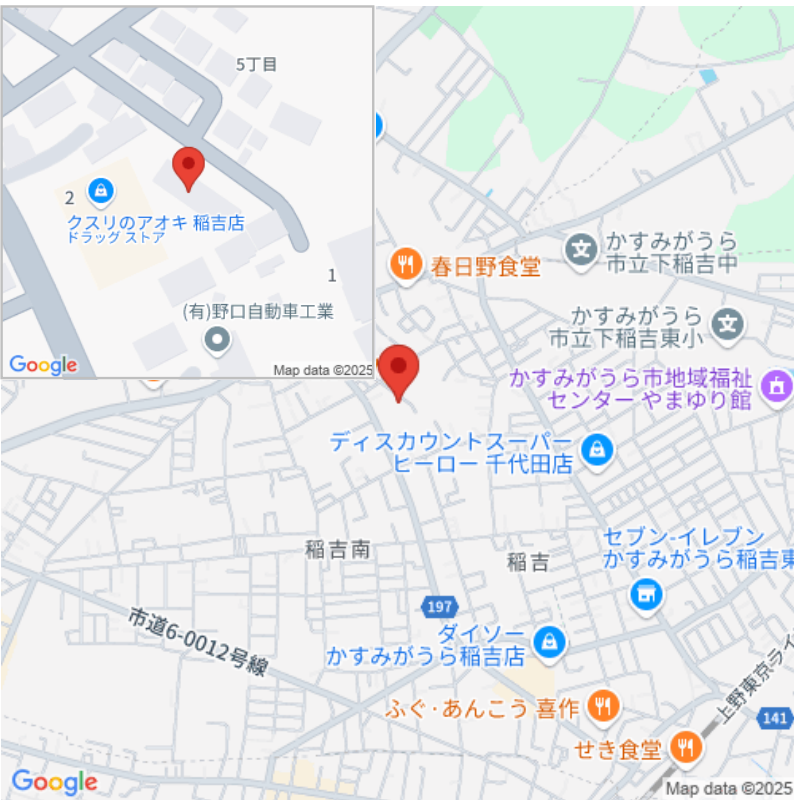 5丁目
2
クスリのアオキ 稲吉店
ドラッグ ストア
1
(有)野口自動車工業
Google
Map data ©2025
かすみがうら
市立下稲吉中
春日野食堂
かすみがうら
市立下稲吉東小
かすみがうら市地域福祉
センター やまゆり館
ディスカウントスーパー
ヒーロー 千代田店
セブン-イレブン
かすみがうら稲吉東
稲吉南
稲吉
197
市道6-0012号線
ダイソー
かすみがうら稲吉店
ふぐ・あんこう 喜作
上野東京ライ
141
せき食堂
Google
Map data ©2025